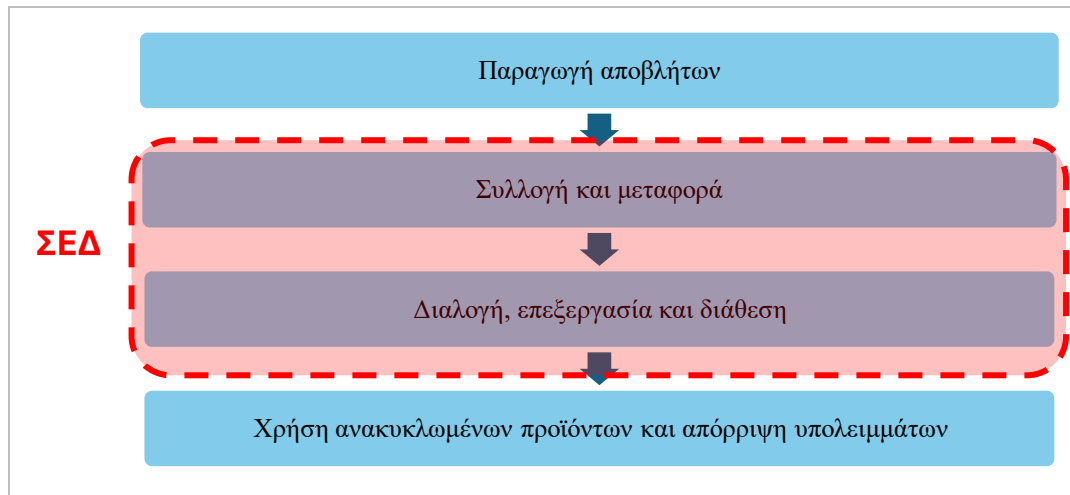 Παραγωγή αποβλήτων
Συλλογή και μεταφορά
ΣΕΔ
Διαλογή, επεξεργασία και διάθεση
Χρήση ανακυκλωμένων προϊόντων και απόρριψη υπολειμμάτων